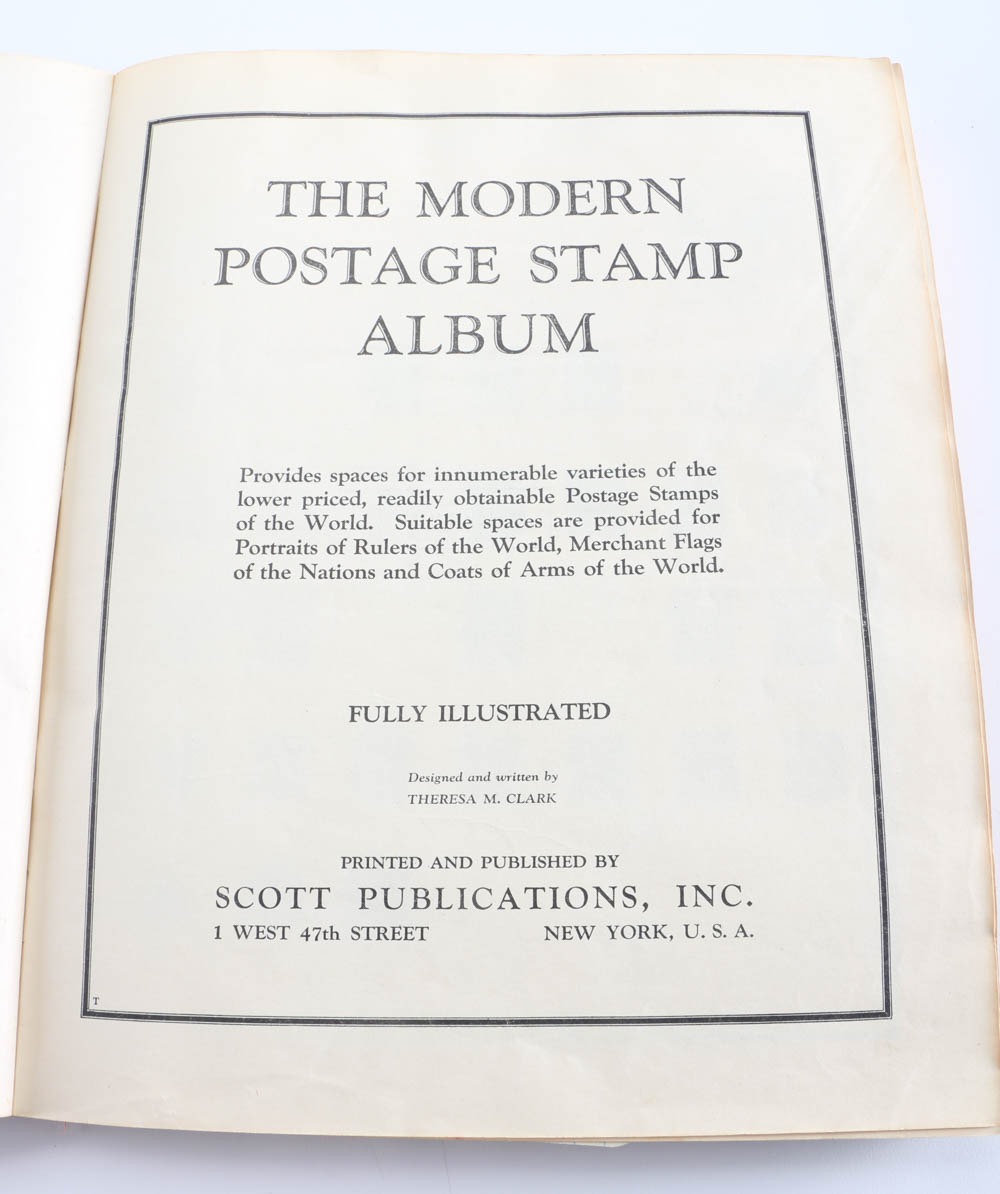 THE MODERN
POSTAGE STAMP
ALBUM
Provides spaces for innumerable varieties of the
lower priced, readily obtainable Postage Stamps
of the World. Suitable spaces are provided for
Portraits of Rulers of the World, Merchant Flags
of the Nations and Coats of Arms of the World.
FULLY ILLUSTRATED
Designed and written by
THERESA M. CLARK
PRINTED AND PUBLISHED BY
SCOTT PUBLICATIONS, INC.
1 WEST 47th STREET NEW YORK, U. S. A.
T